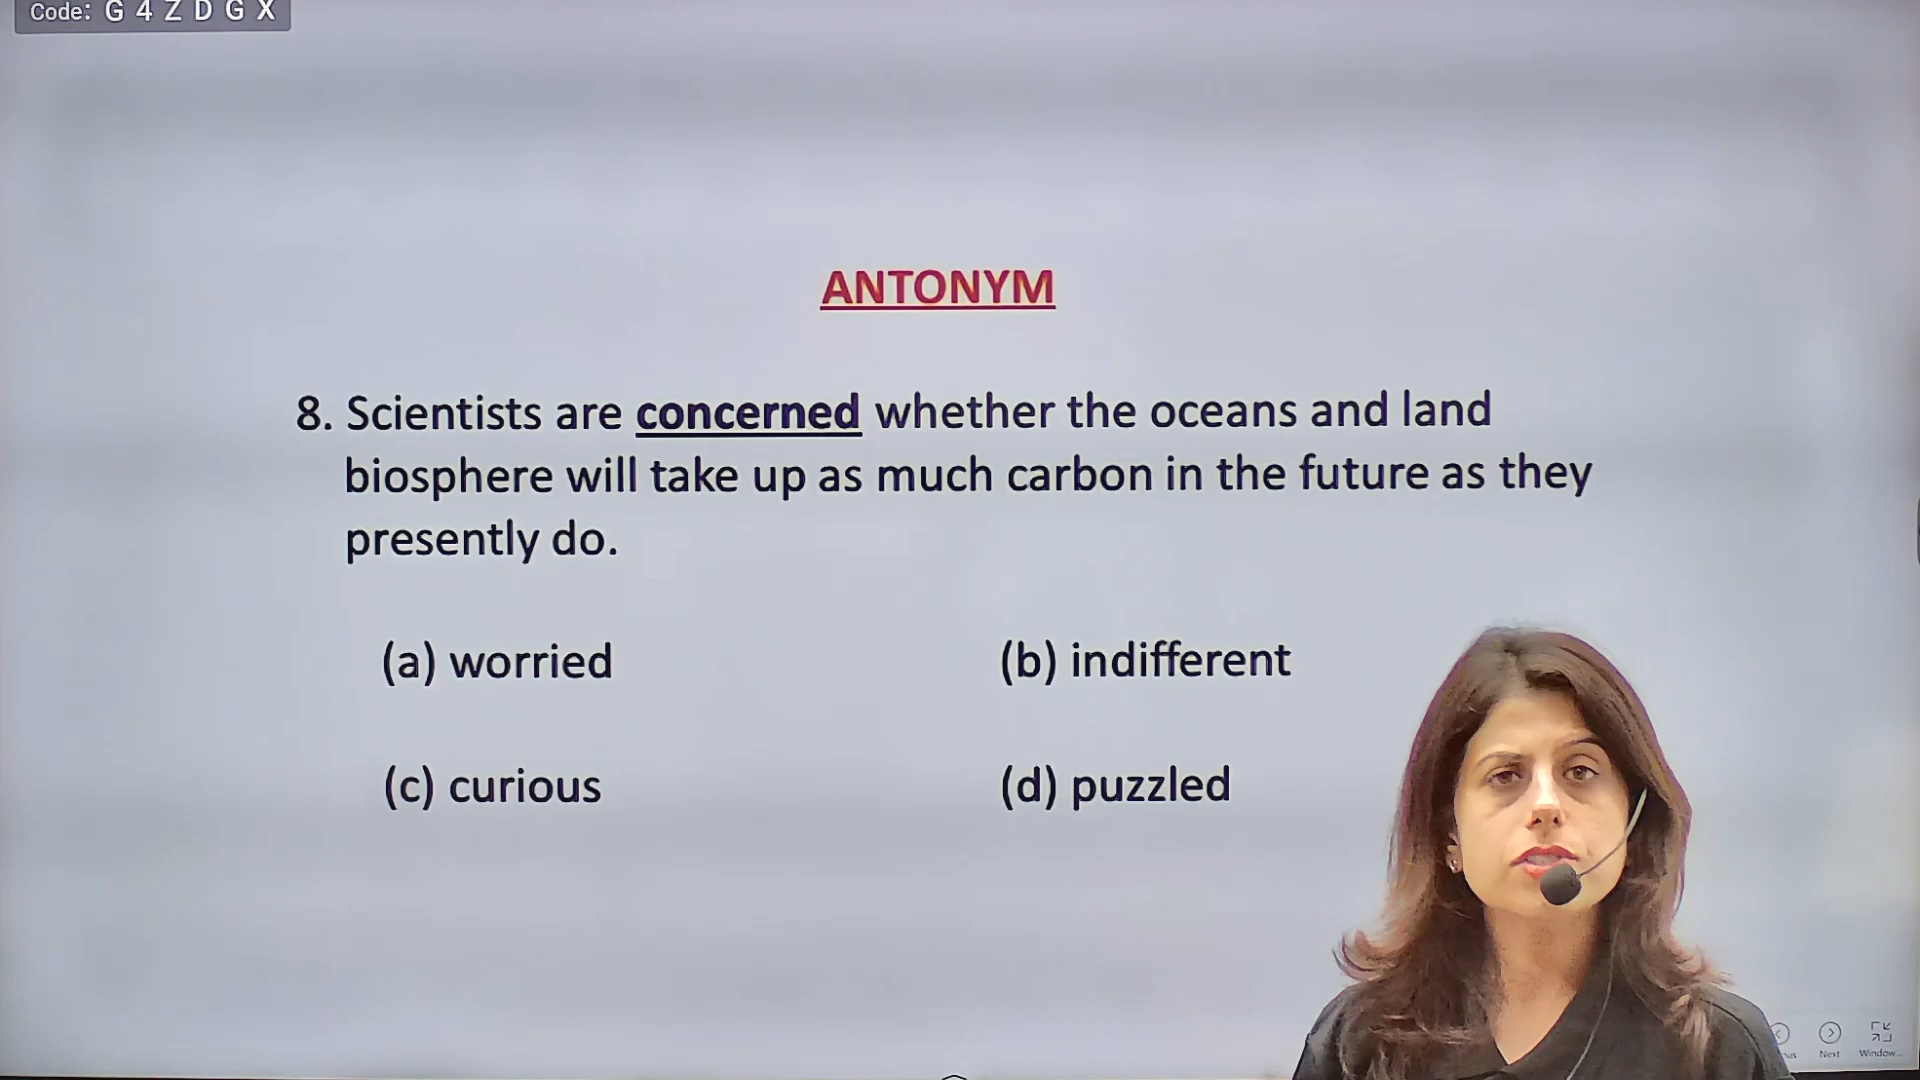 Code: G 4 Z D G X
ANTONYM
8. Scientists are concerned whether the oceans and land
biosphere will take up as much carbon in the future as they
presently do.
(a) worried
(b) indifferent
(c) curious
(d) puzzled
Next
Window...